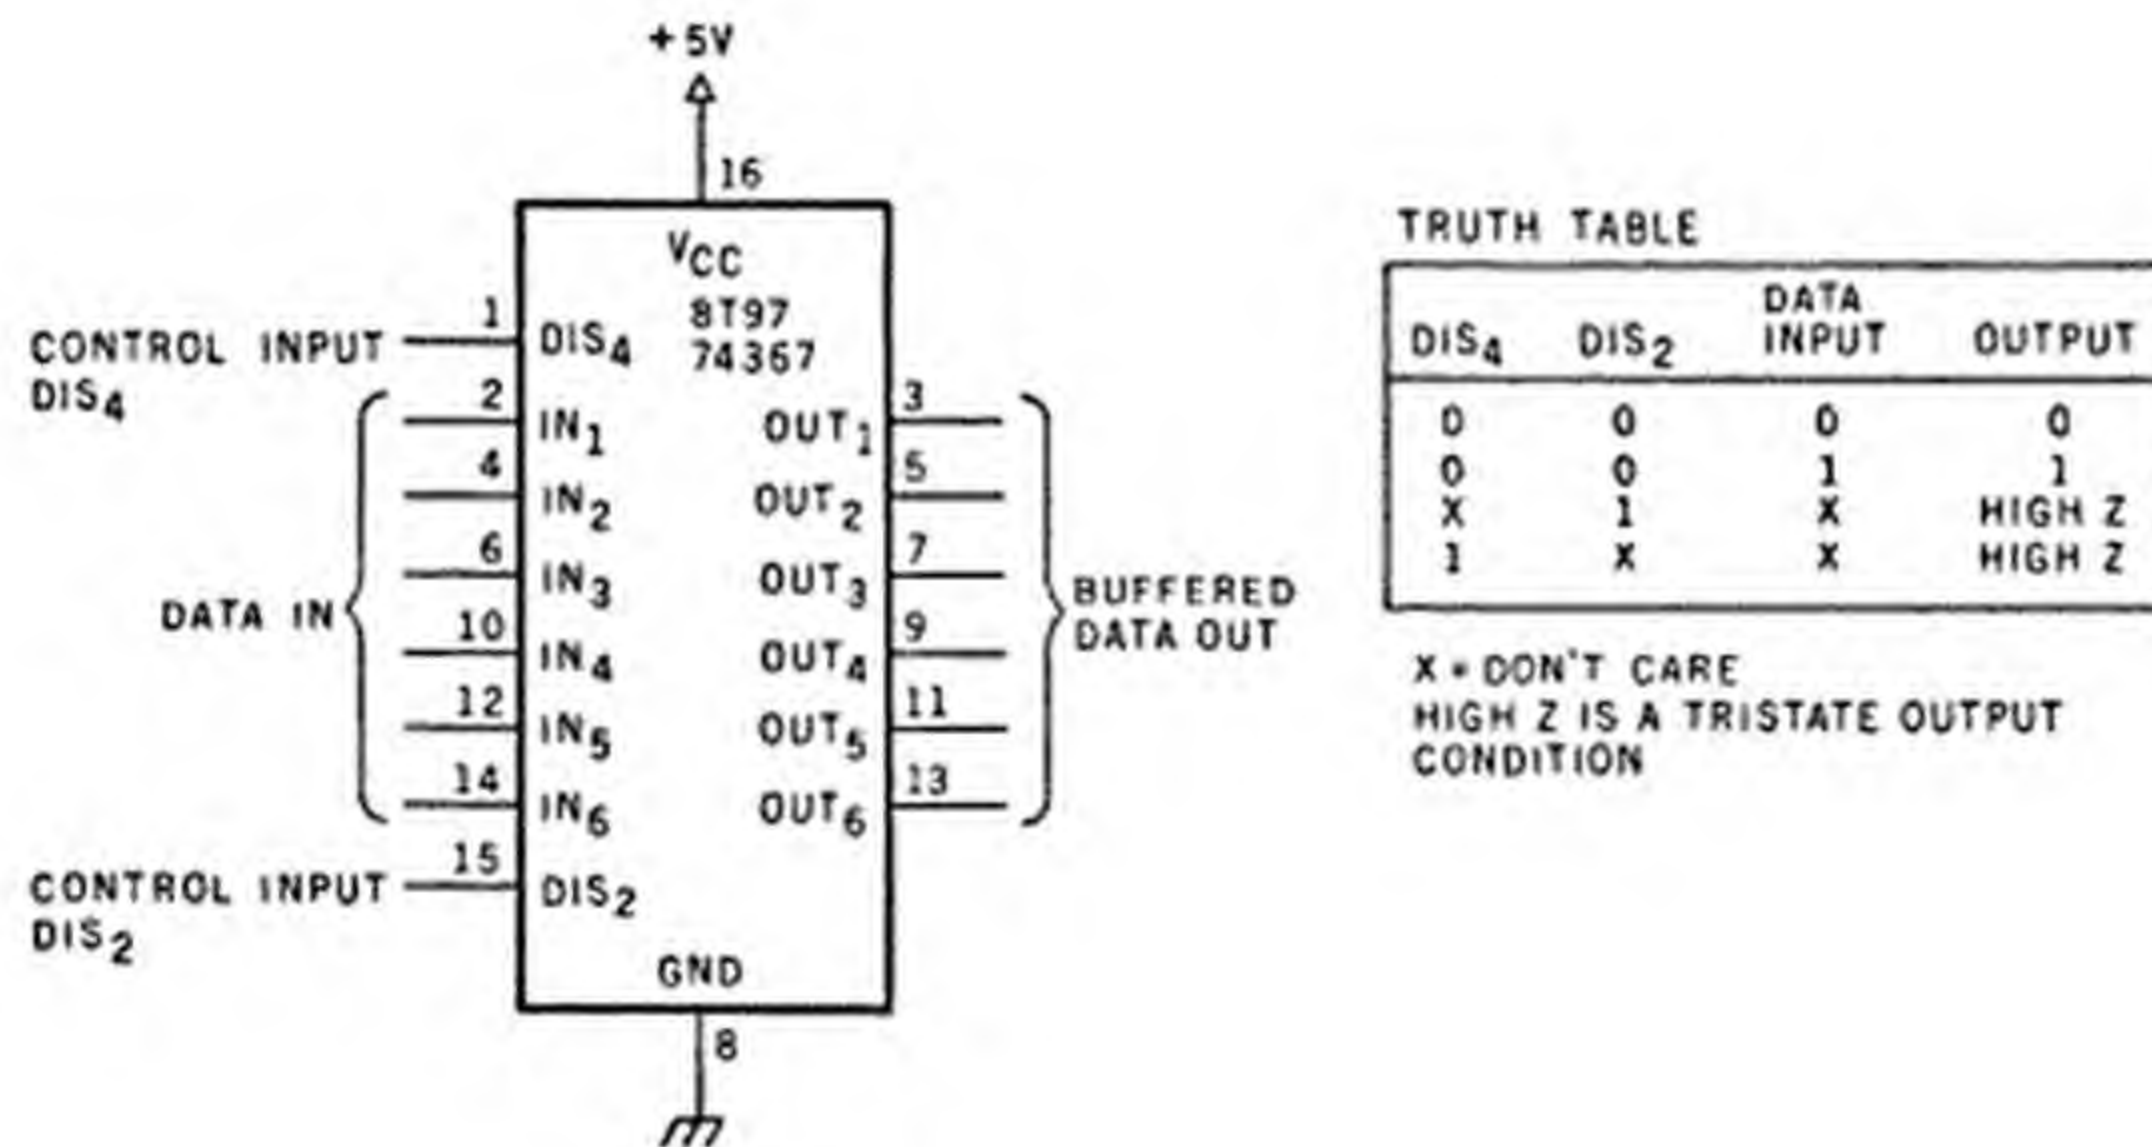 +5V
16
VCC
8T97
74367
1
CONTROL INPUT
DIS4
DIS4
2
IN1
OUT1
3
4
IN2
OUT2
5
6
IN3
OUT3
7
DATA IN
10
IN4
OUT4
9
BUFFERED
DATA OUT
12
IN5
OUT5
11
14
IN6
OUT6
13
15
CONTROL INPUT
DIS2
DIS2
GND
8
TRUTH TABLE
DIS4 DIS2 DATA INPUT OUTPUT
0 0 0 0
0 0 1 1
X 1 X HIGH Z
1 X X HIGH Z
X = DON'T CARE
HIGH Z IS A TRISTATE OUTPUT
CONDITION